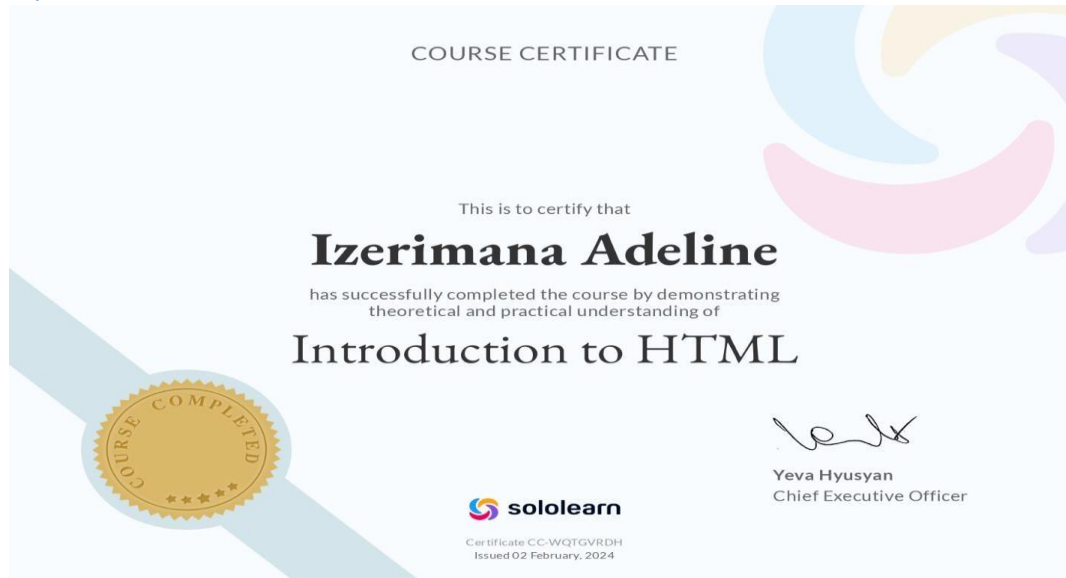 COURSE CERTIFICATE
This is to certify that
Izerimana Adeline
has successfully completed the course by demonstrating
theoretical and practical understanding of
Introduction to HTML
COURSE COMPLETED
Yeva Hyusyan
Chief Executive Officer
sololearn
Certificate CC-WQTGVRDH
Issued 02 February, 2024